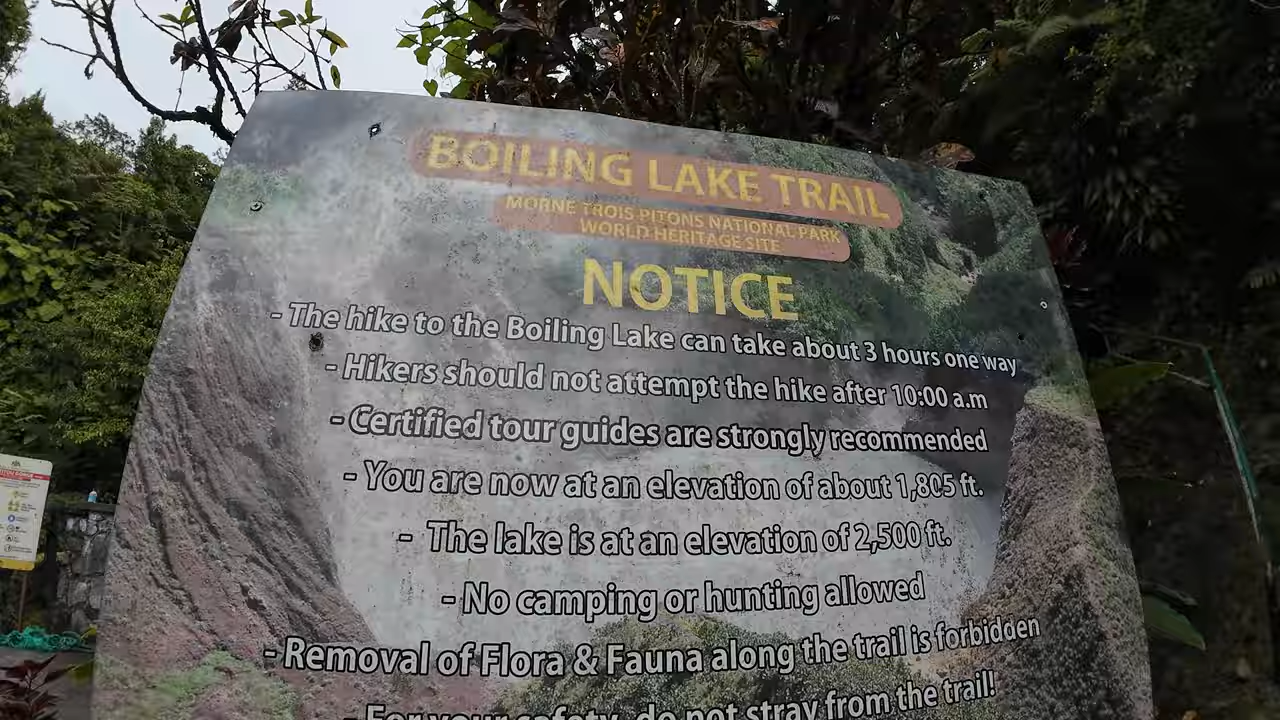 BOILING LAKE TRAIL
MORNE TROIS PITONS NATIONAL PARK
WORLD HERITAGE SITE
NOTICE
- The hike to the Boiling Lake can take about 3 hours one way
- Hikers should not attempt the hike after 10:00 a.m
- Certified tour guides are strongly recommended
- You are now at an elevation of about 1,805 ft.
- The lake is at an elevation of 2,500 ft.
- No camping or hunting allowed
- Removal of Flora & Fauna along the trail is forbidden
- For your safety, do not stray from the trail!